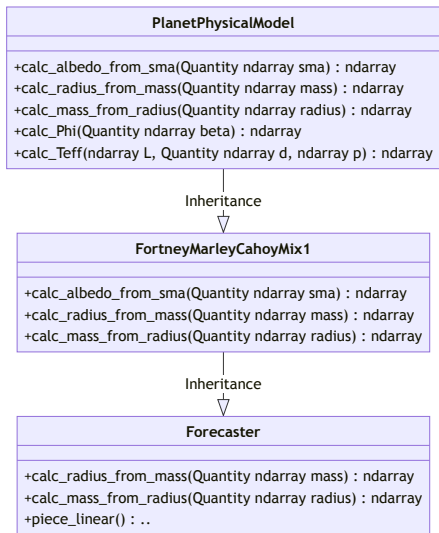 PlanetPhysicalModel
+calc_albedo_from_sma(Quantity ndarray sma) : ndarray
+calc_radius_from_mass(Quantity ndarray mass) : ndarray
+calc_mass_from_radius(Quantity ndarray radius) : ndarray
+calc_Phi(Quantity ndarray beta) : ndarray
+calc_Teff(ndarray L, Quantity ndarray d, ndarray p) : ndarray
Inheritance
FortneyMarleyCahoyMix1
+calc_albedo_from_sma(Quantity ndarray sma) : ndarray
+calc_radius_from_mass(Quantity ndarray mass) : ndarray
+calc_mass_from_radius(Quantity ndarray radius) : ndarray
Inheritance
Forecaster
+calc_radius_from_mass(Quantity ndarray mass) : ndarray
+calc_mass_from_radius(Quantity ndarray radius) : ndarray
+piece_linear() : ..